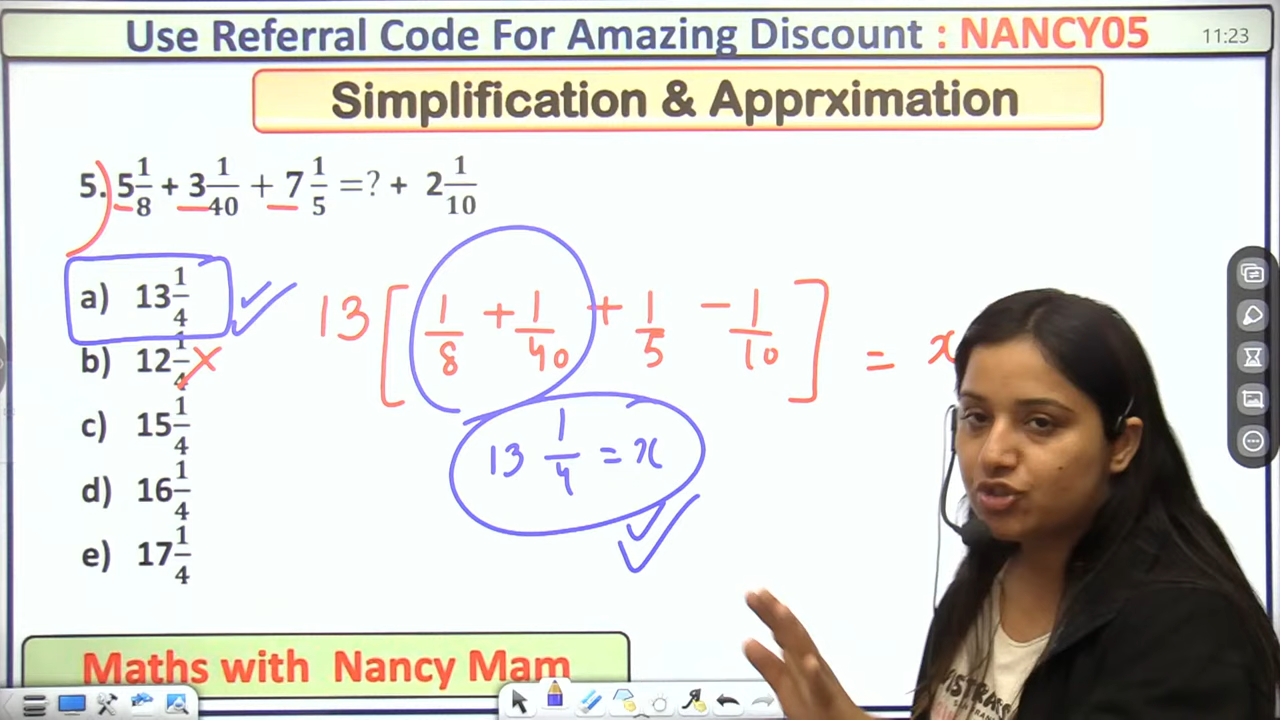 Use Referral Code For Amazing Discount : NANCY05
11:23
Simplification & Apprximation
5. 5 1/8 + 3 1/40 + 7 1/5 =? + 2 1/10
a) 13 1/4
b) 12 1/4
c) 15 1/4
d) 16 1/4
e) 17 1/4
13 [ 1/8 + 1/40 + 1/5 - 1/10 ] = x
13 1/4 = x
Maths with Nancy Mam